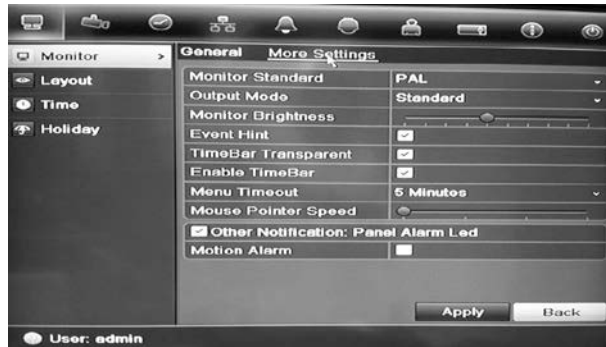 Monitor >
General More Settings
Layout
Time
Holiday
Monitor Standard PAL
Output Mode Standard
Monitor Brightness
Event Hint
TimeBar Transparent
Enable TimeBar
Menu Timeout 5 Minutes
Mouse Pointer Speed
Other Notification: Panel Alarm Led
Motion Alarm
Apply Back
User: admin